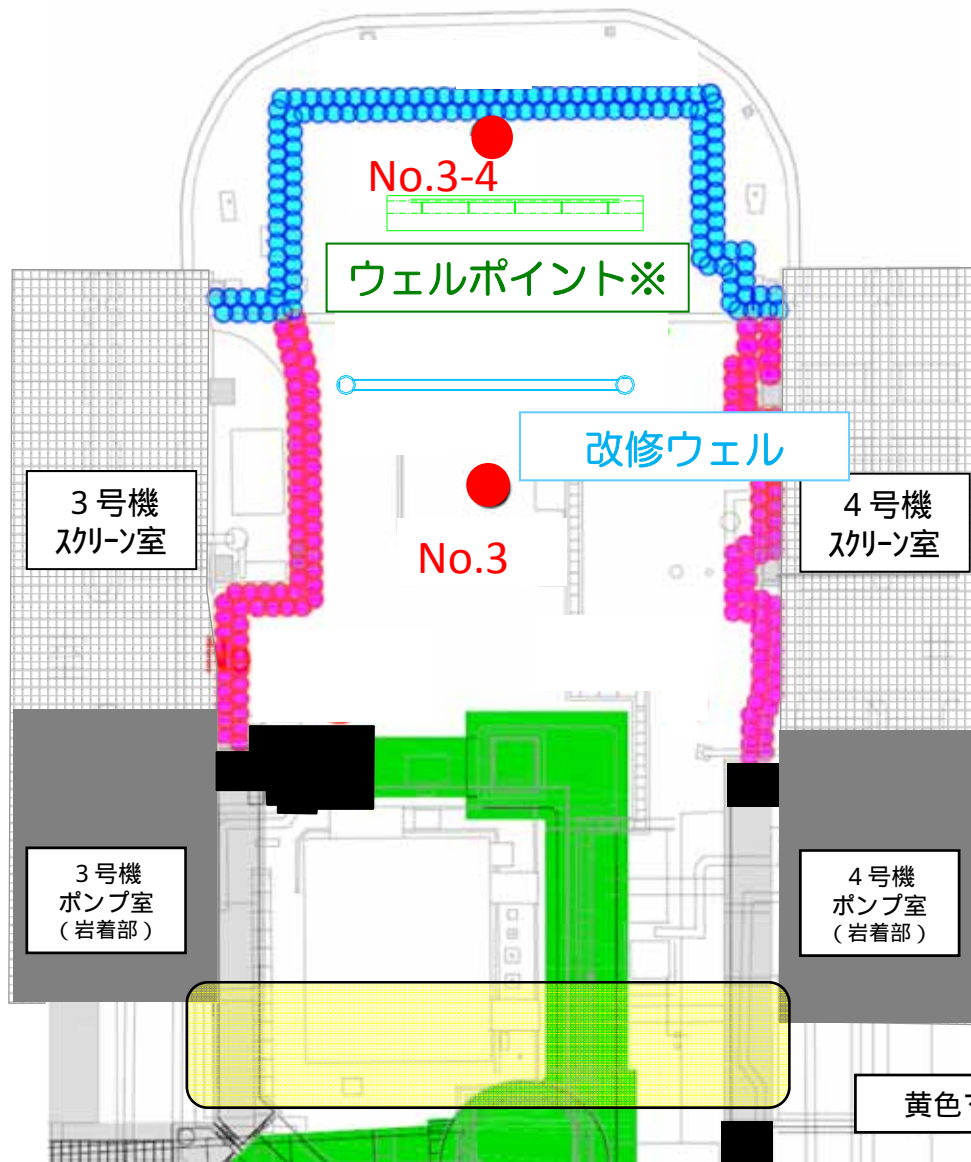 No.3-4
ウェルポイント※
改修ウェル
3号機
スクリーン室
4号機
スクリーン室
No.3
3号機
ポンプ室
(岩着部)
4号機
ポンプ室
(岩着部)
黄色